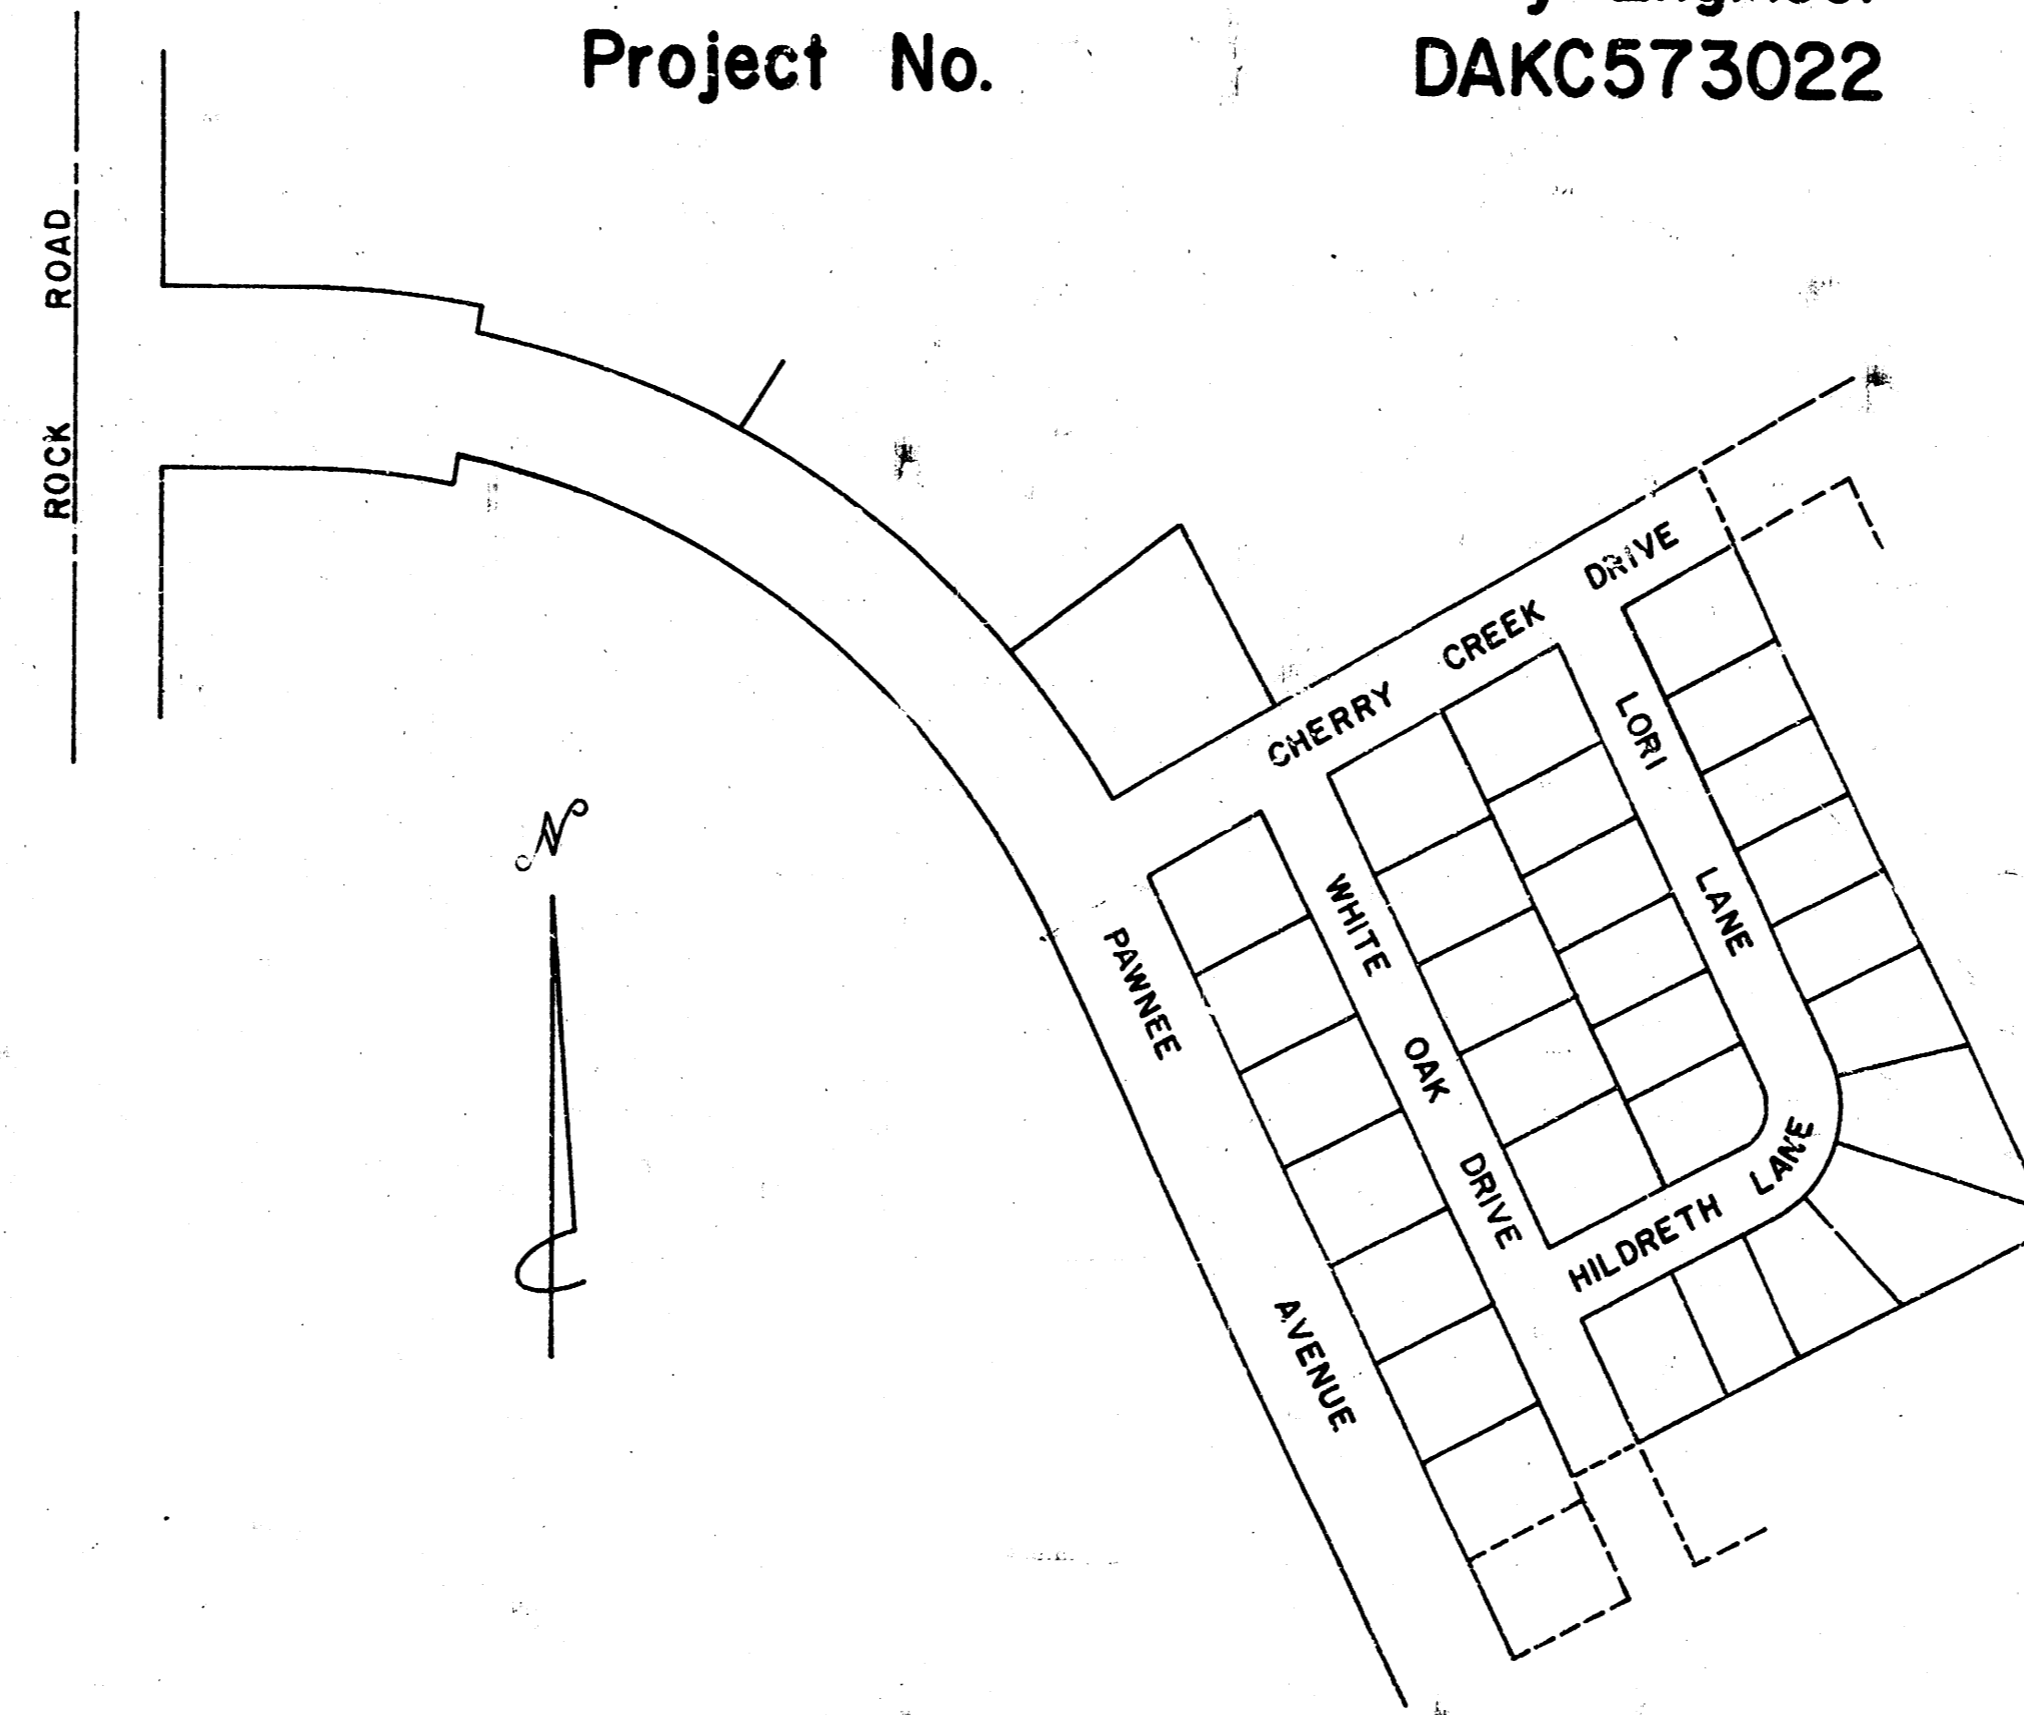 Project No. DAKC573022
ROCK ROAD
N
CHERRY CREEK DRIVE
LORI LANE
WHITE OAK DRIVE
PAWNEE AVENUE
HILDRETH LANE